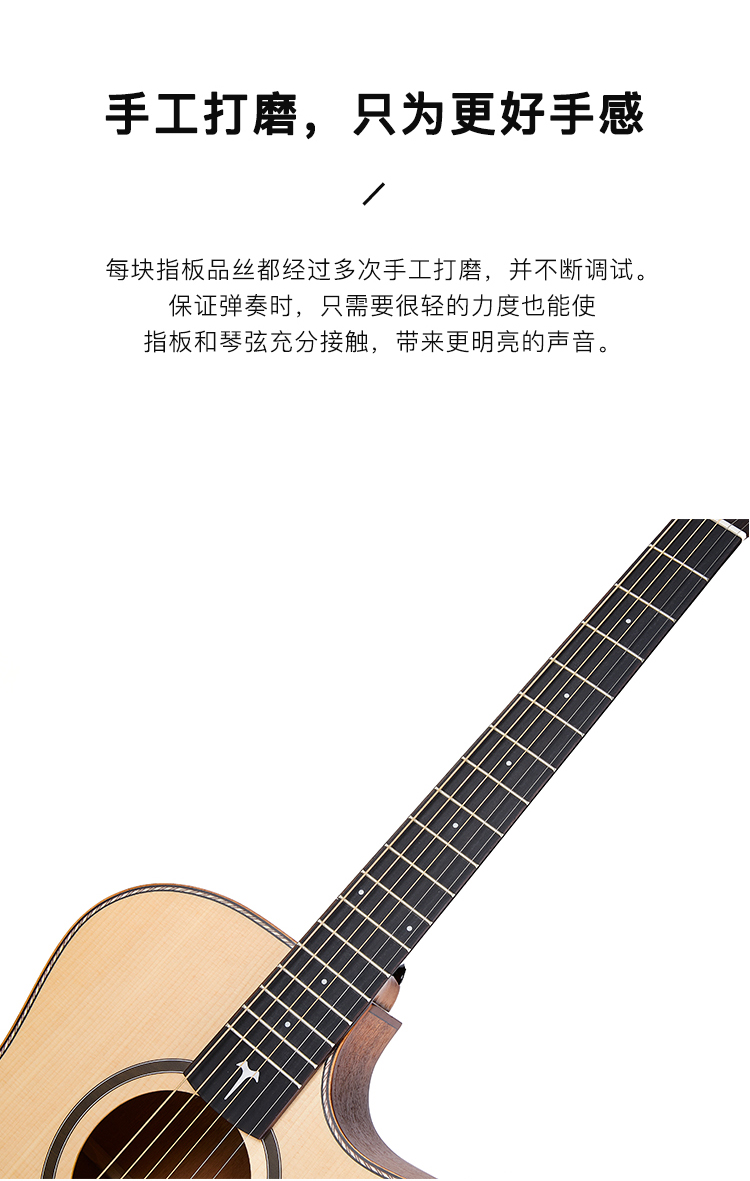 手工打磨，只为更好手感
每块指板品丝都经过多次手工打磨，并不断调试。
保证弹奏时，只需要很轻的力度也能使
指板和琴弦充分接触，带来更明亮的声音。